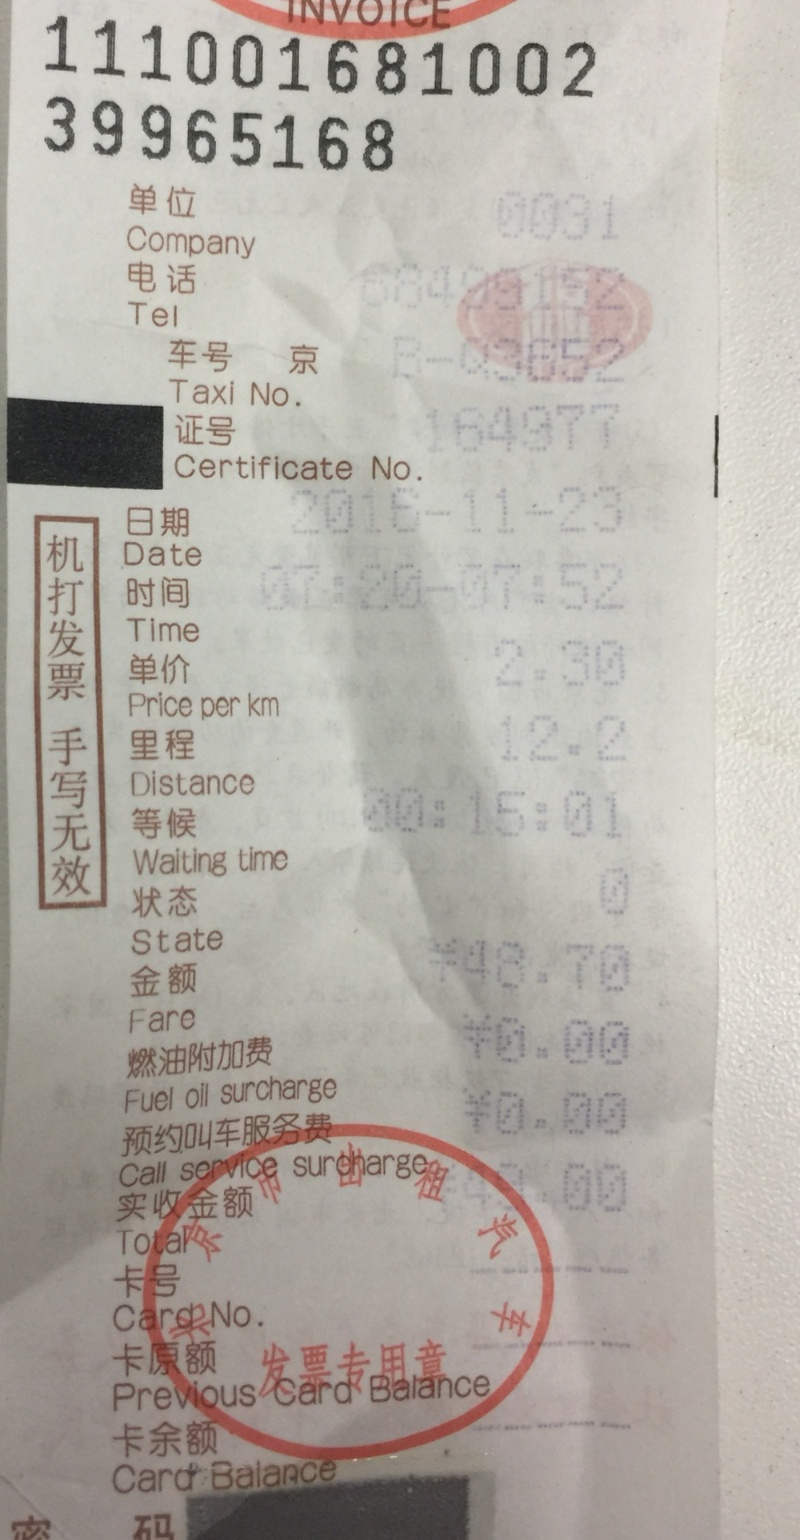 INVOICE
111001681002
39965168
单位 0031
Company
电话
Tel
车号 京
Taxi No.
证号 164977
Certificate No.
日期 2016-11-23
Date
时间 07:20-07:52
Time
单价 2.30
Price per km
里程 12.2
Distance
等候 00:15:01
Waiting time
状态 0
State
金额 ¥48.70
Fare
燃油附加费 ¥0.00
Fuel oil surcharge
预约叫车服务费 ¥0.00
Call service surcharge
实收金额 ¥49.00
Total
卡号
Card No.
卡原额
Previous Card Balance
卡余额
Card Balance
密 码
机打发票 手写无效
北京市出租汽车
发票专用章